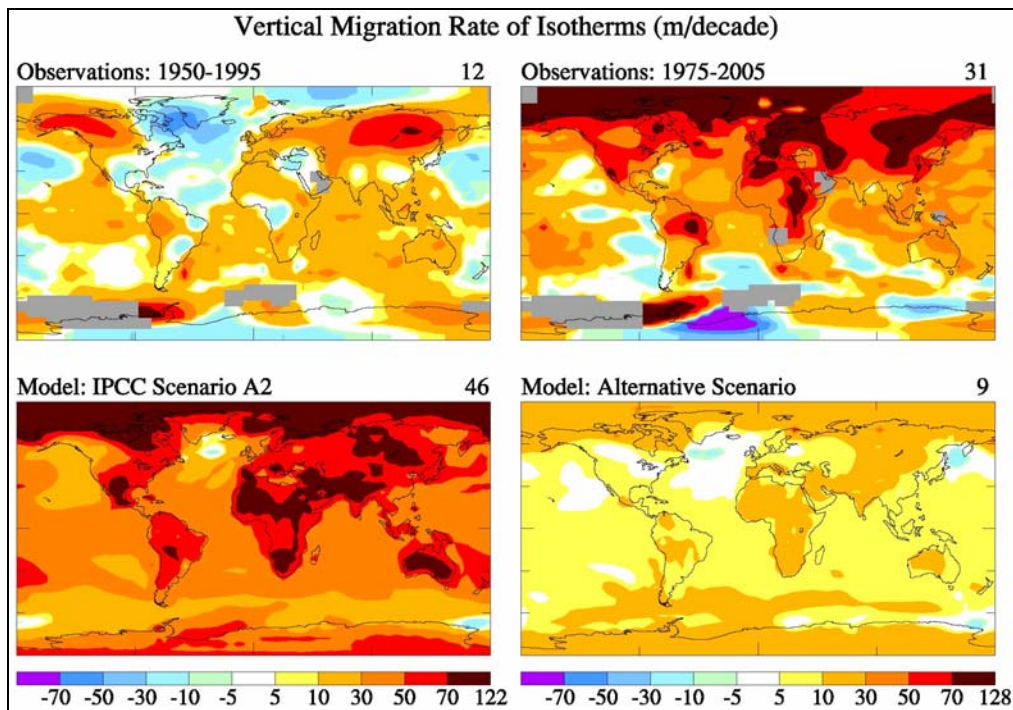 Vertical Migration Rate of Isotherms (m/decade)
Observations: 1950-1995 12
Observations: 1975-2005 31
Model: IPCC Scenario A2 46
Model: Alternative Scenario 9
-70 -50 -30 -10 -5 5 10 30 50 70 122
-70 -50 -30 -10 -5 5 10 30 50 70 128